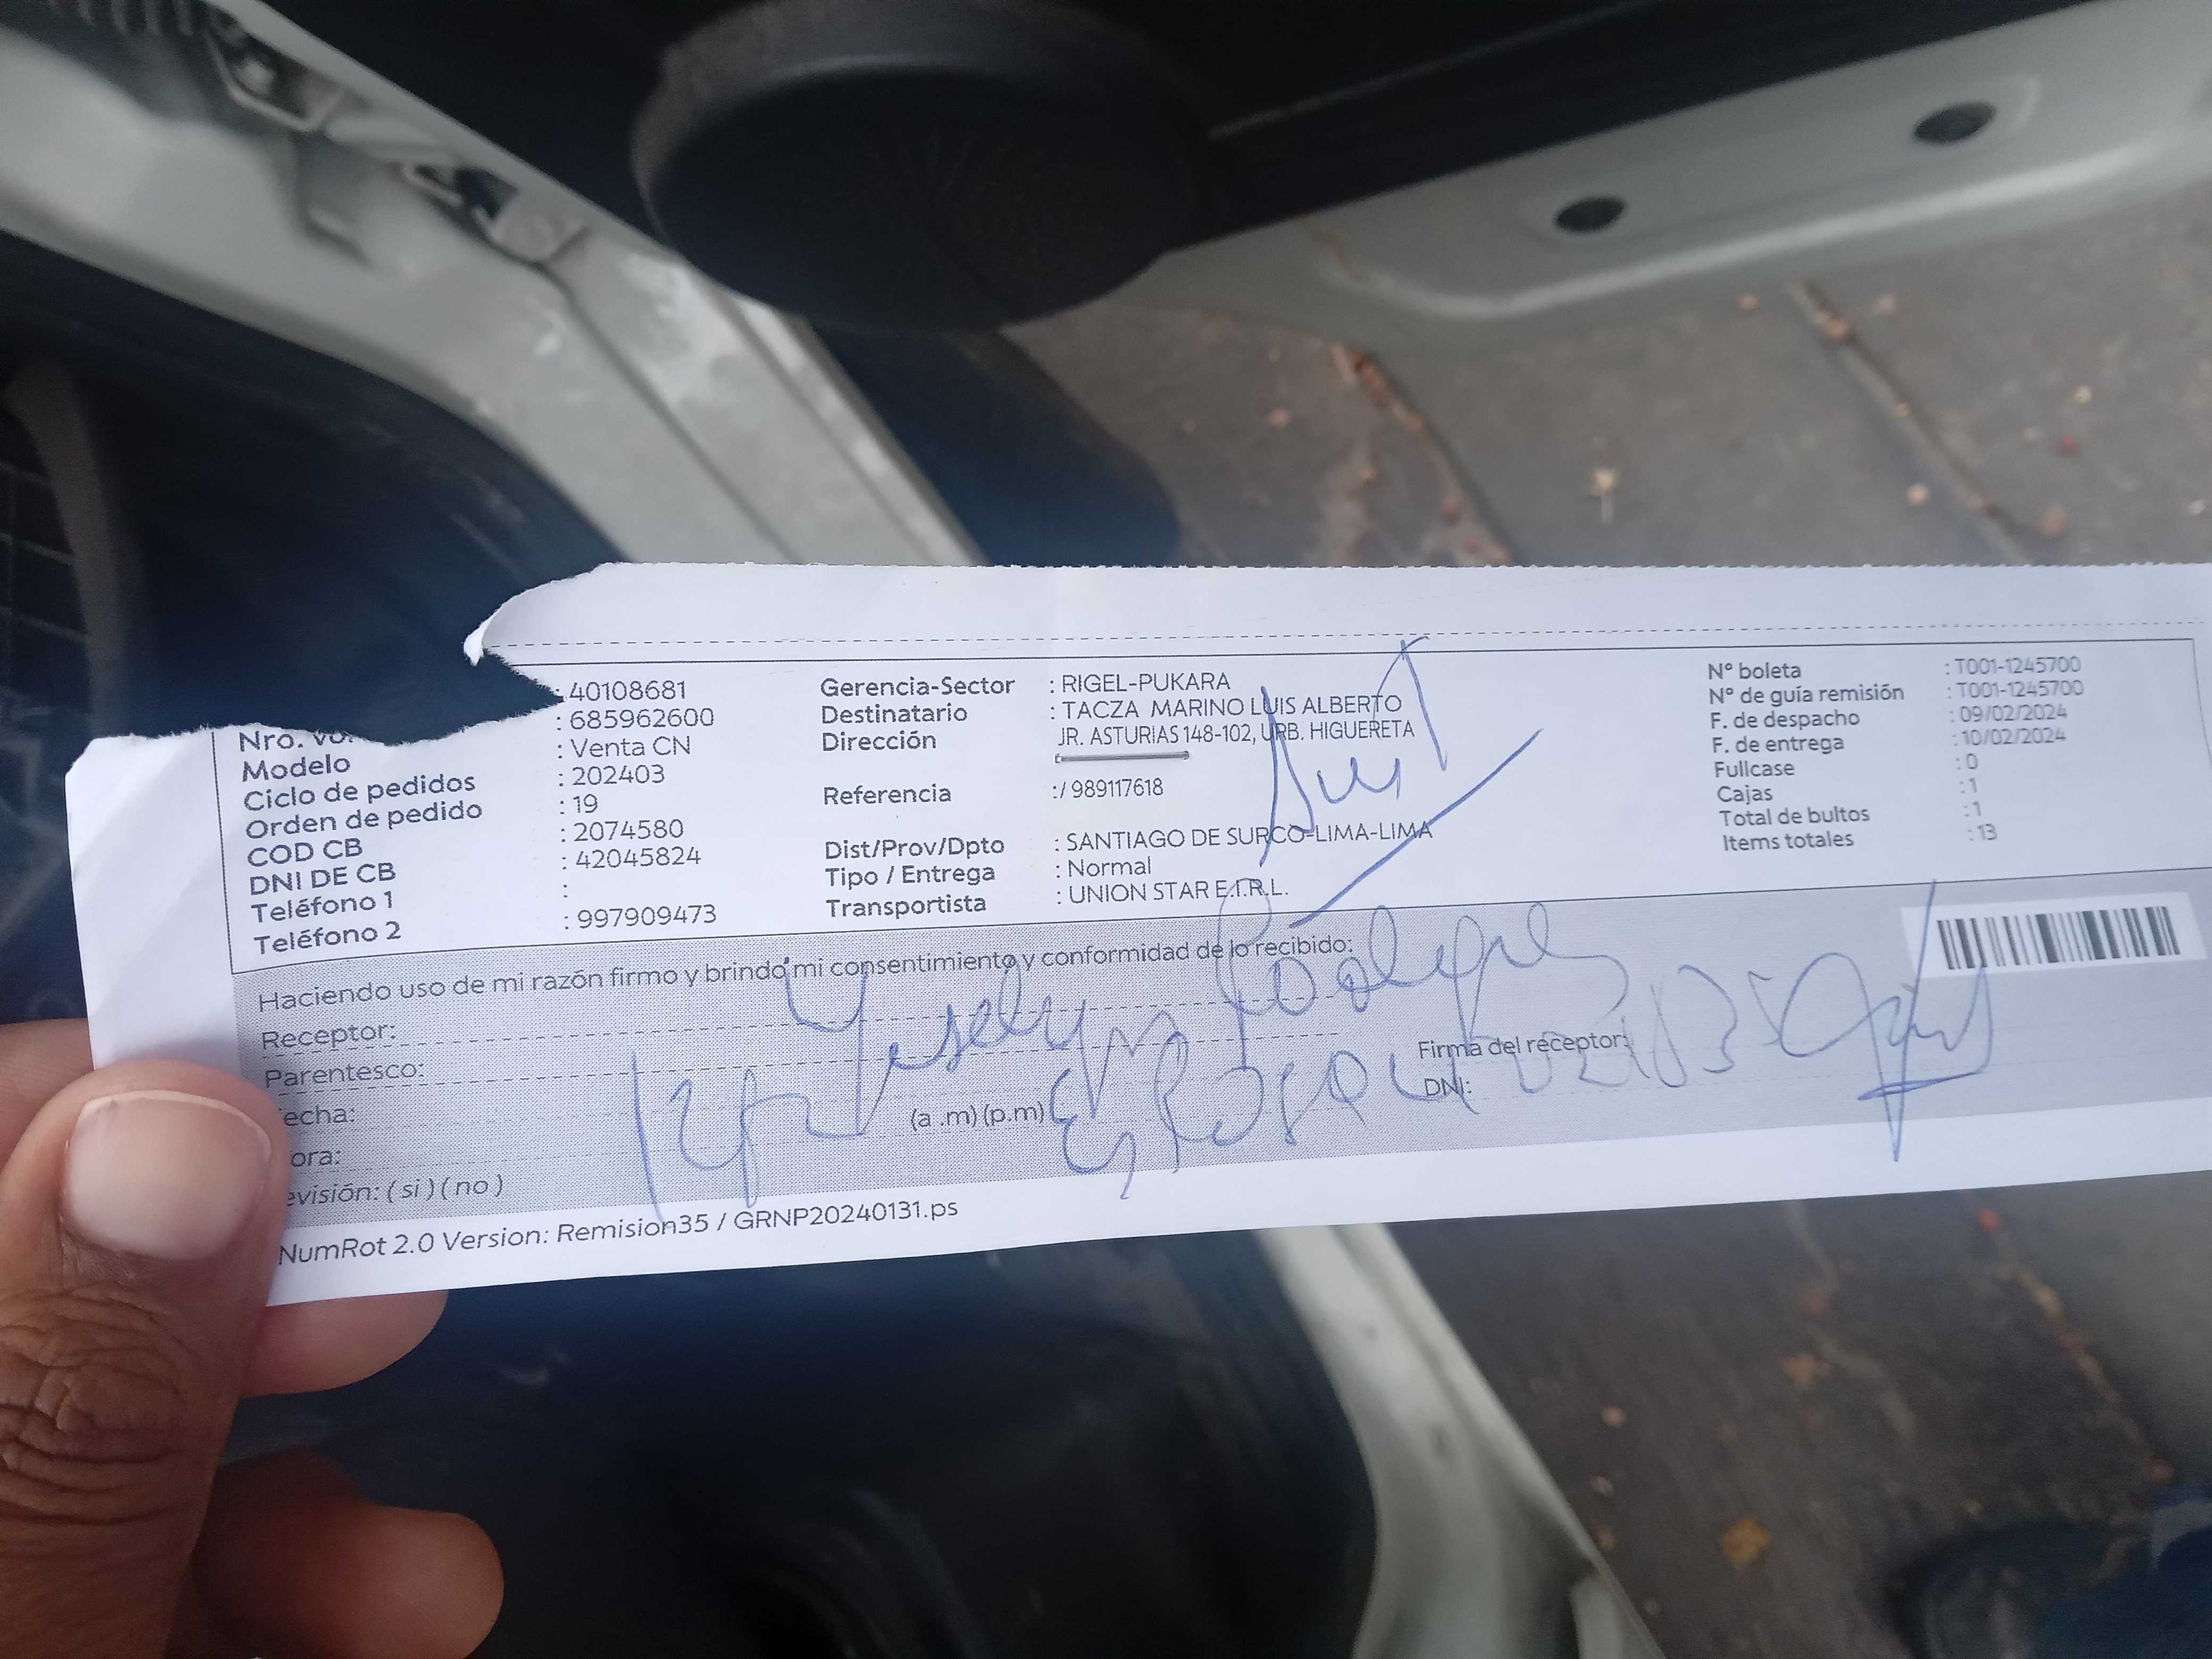 : 40108681
: 685962600
Nro.
: Venta CN
Modelo : 202403
Ciclo de pedidos : 19
Orden de pedido : 2074580
COD CB : 42045824
DNI DE CB :
Teléfono 1 : 997909473
Teléfono 2
Gerencia-Sector : RIGEL-PUKARA
Destinatario : TACZA MARINO LUIS ALBERTO
Dirección JR. ASTURIAS 148-102, URB. HIGUERETA
Referencia :/ 989117618
Dist/Prov/Dpto : SANTIAGO DE SURCO-LIMA-LIMA
Tipo / Entrega : Normal
Transportista : UNION STAR E.I.R.L.
N° boleta : T001-1245700
N° de guía remisión : T001-1245700
F. de despacho : 09/02/2024
F. de entrega : 10/02/2024
Fullcase : 0
Cajas : 1
Total de bultos : 1
Items totales : 13
Haciendo uso de mi razón firmo y brindo mi consentimiento y conformidad de lo recibido:
Receptor:
Parentesco:
echa:
ora: (a .m) (p.m)
evisión: ( si ) ( no )
Firma del receptor:
DNI:
NumRot 2.0 Version: Remision35 / GRNP20240131.ps